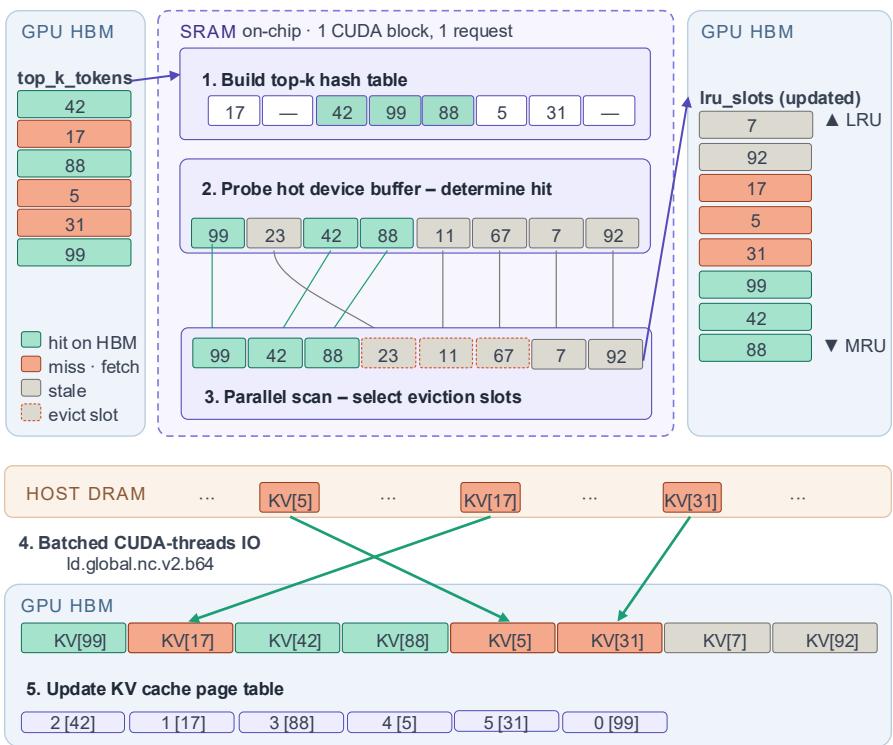 GPU HBM
top_k_tokens
42
17
88
5
31
99
hit on HBM
miss · fetch
stale
evict slot
SRAM on-chip · 1 CUDA block, 1 request
1. Build top-k hash table
17 — 42 99 88 5 31 —
2. Probe hot device buffer – determine hit
99 23 42 88 11 67 7 92
99 42 88 23 11 67 7 92
3. Parallel scan – select eviction slots
GPU HBM
lru_slots (updated)
7 ▲ LRU
92
17
5
31
99
42
88 ▼ MRU
HOST DRAM ... KV[5] ... KV[17] ... KV[31] ...
4. Batched CUDA-threads IO
ld.global.nc.v2.b64
GPU HBM
KV[99] KV[17] KV[42] KV[88] KV[5] KV[31] KV[7] KV[92]
5. Update KV cache page table
2 [42] 1 [17] 3 [88] 4 [5] 5 [31] 0 [99]